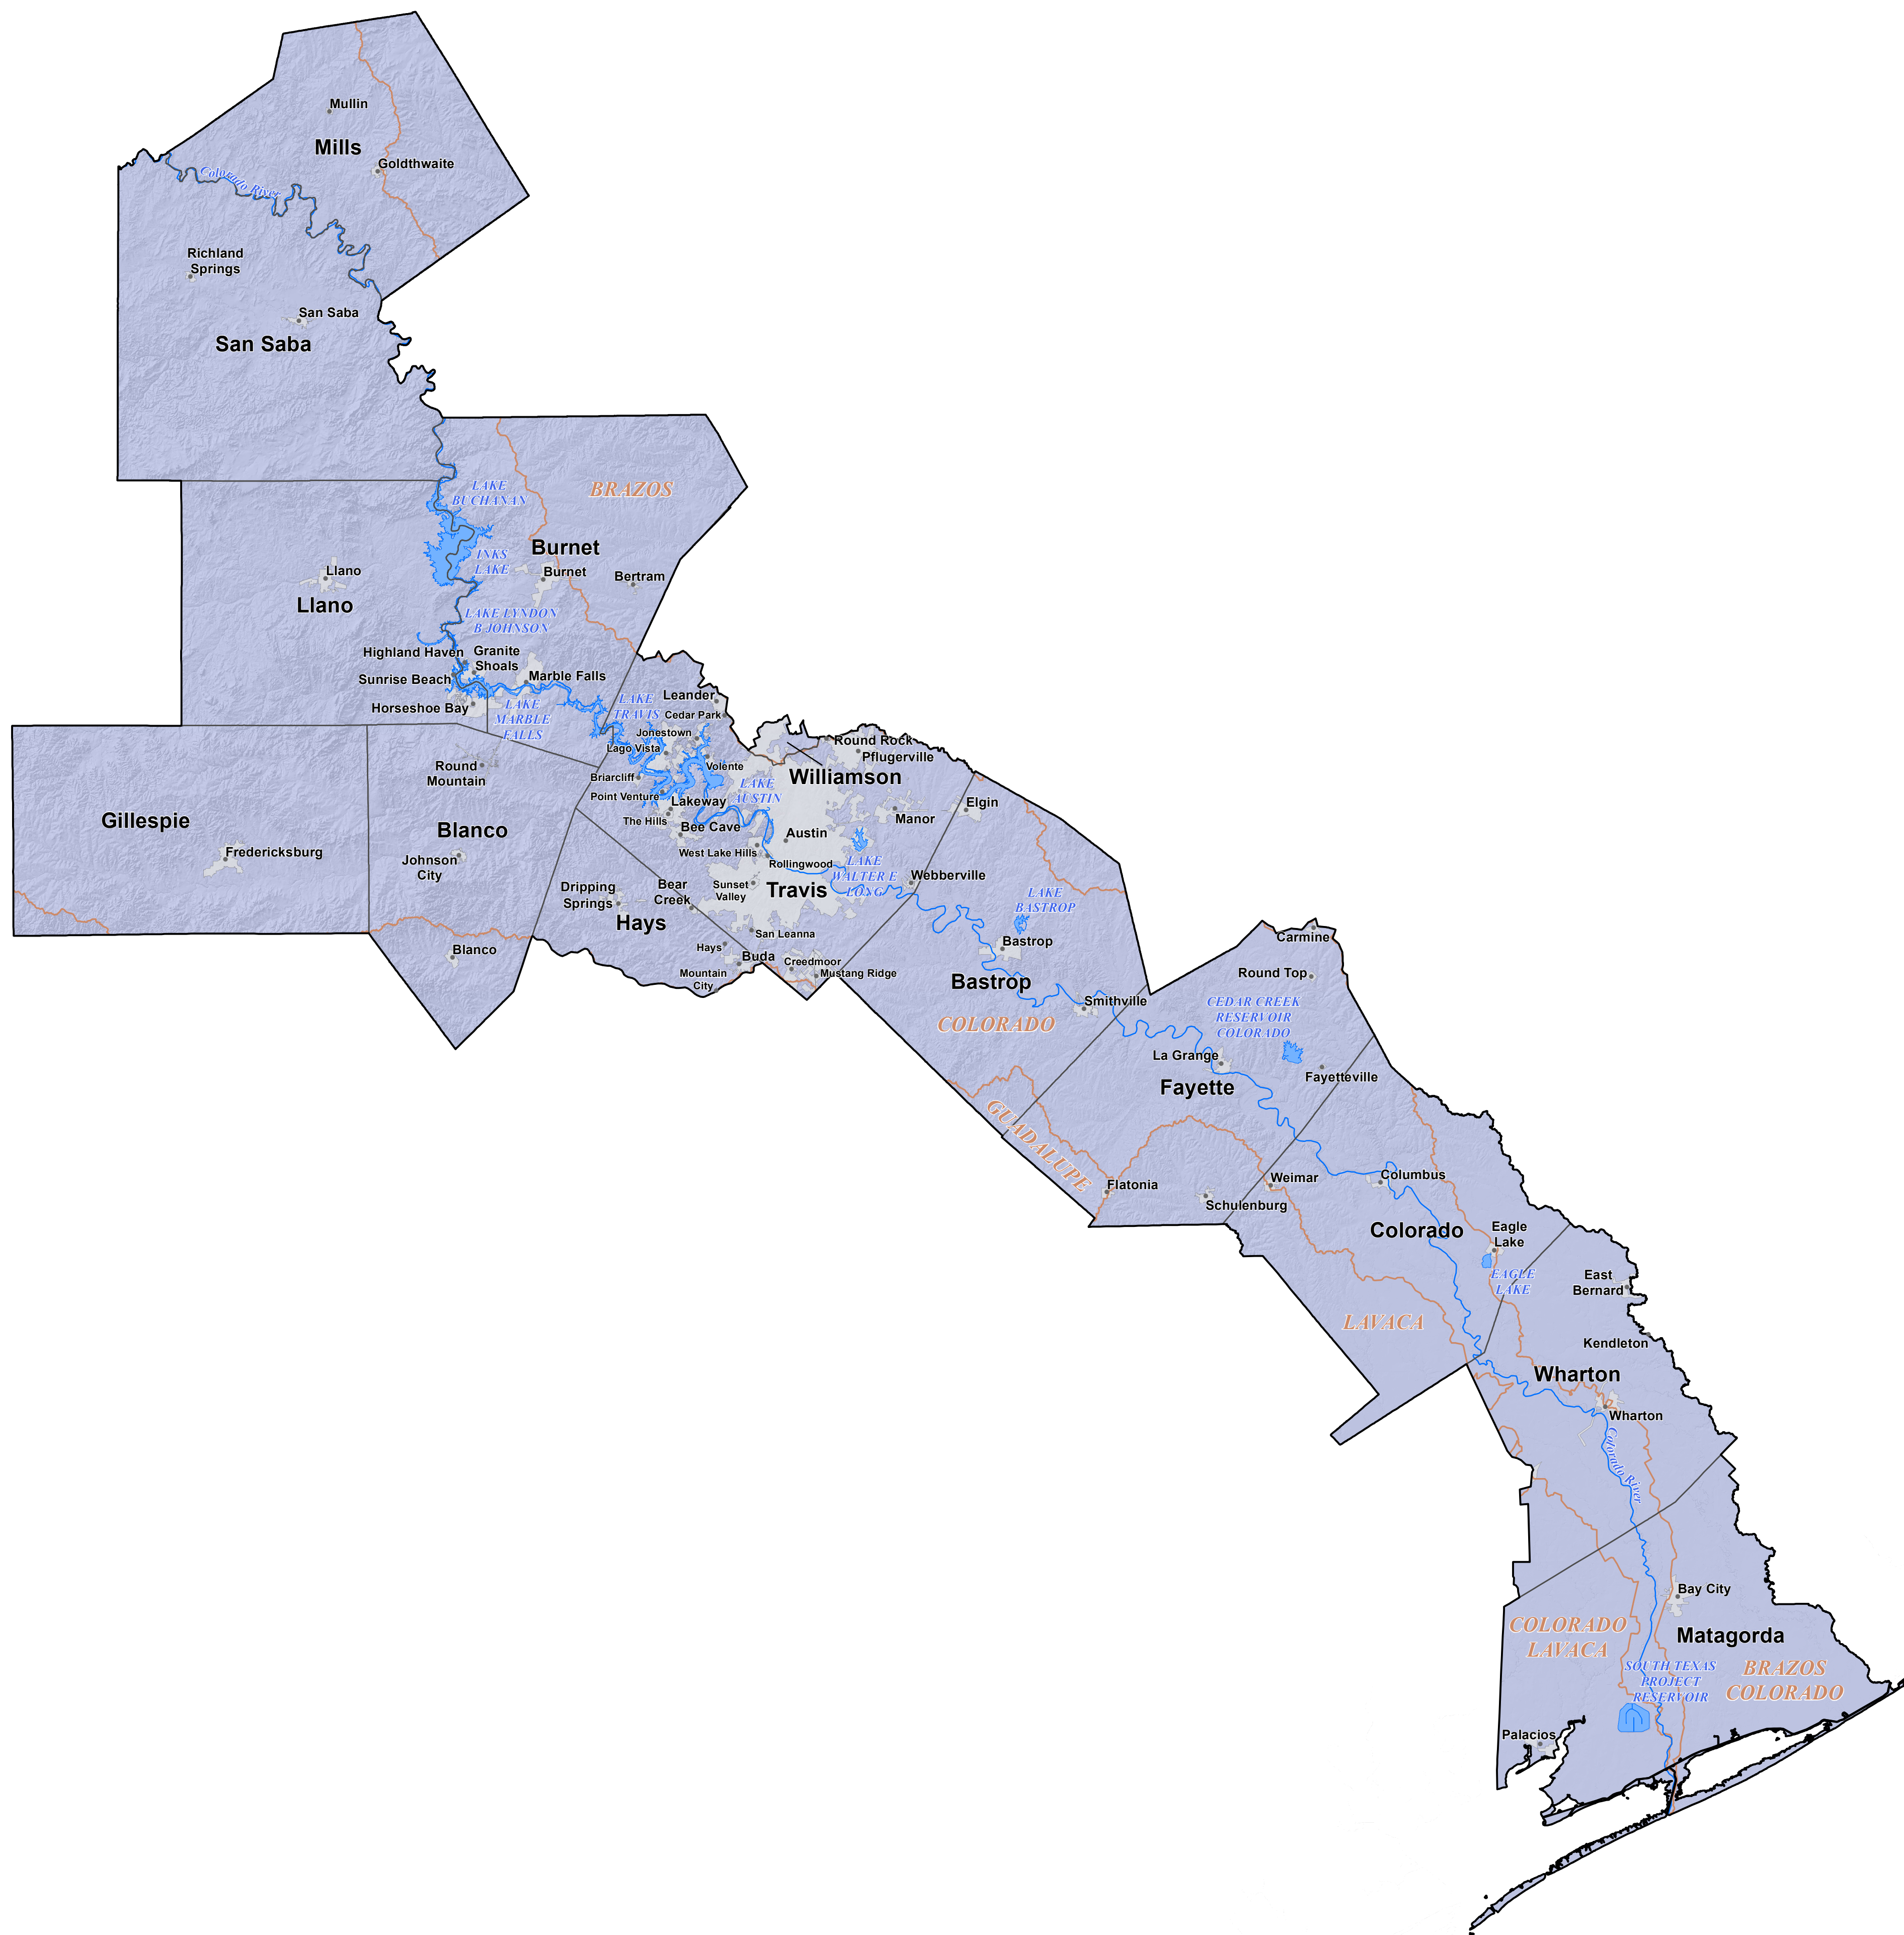 Mullin
Mills
Goldthwaite
Colorado River
Richland
Springs
San Saba
San Saba
LAKE
BUCHANAN
BRAZOS
INKS
LAKE
Burnet
Burnet
Bertram
Llano
Llano
LAKE LYNDON
B JOHNSON
Highland Haven
Granite
Shoals
Sunrise Beach
Marble Falls
Horseshoe Bay
LAKE
MARBLE
FALLS
LAKE
TRAVIS
Leander
Cedar Park
Jonestown
Lago Vista
Volente
Briarcliff
Point Venture
Lakeway
The Hills
Bee Cave
West Lake Hills
Rollingwood
Round
Mountain
Round Rock
Pflugerville
Williamson
LAKE
AUSTIN
Manor
Elgin
Austin
LAKE
WALTER E
LONG
Webberville
Gillespie
Fredericksburg
Blanco
Johnson
City
Blanco
Dripping
Springs
Bear
Creek
Sunset
Valley
Travis
Hays
San Leanna
Hays
Buda
Mountain
City
Creedmoor
Mustang Ridge
LAKE
BASTROP
Bastrop
Bastrop
Smithville
COLORADO
Carmine
Round Top
CEDAR CREEK
RESERVOIR
COLORADO
La Grange
Fayetteville
Fayette
GUADALUPE
Flatonia
Schulenburg
Weimar
Columbus
Colorado
Eagle
Lake
EAGLE
LAKE
LAVACA
East
Bernard
Kendleton
Wharton
Wharton
Colorado River
Bay City
COLORADO
LAVACA
Matagorda
SOUTH TEXAS
PROJECT
RESERVOIR
BRAZOS
COLORADO
Palacios